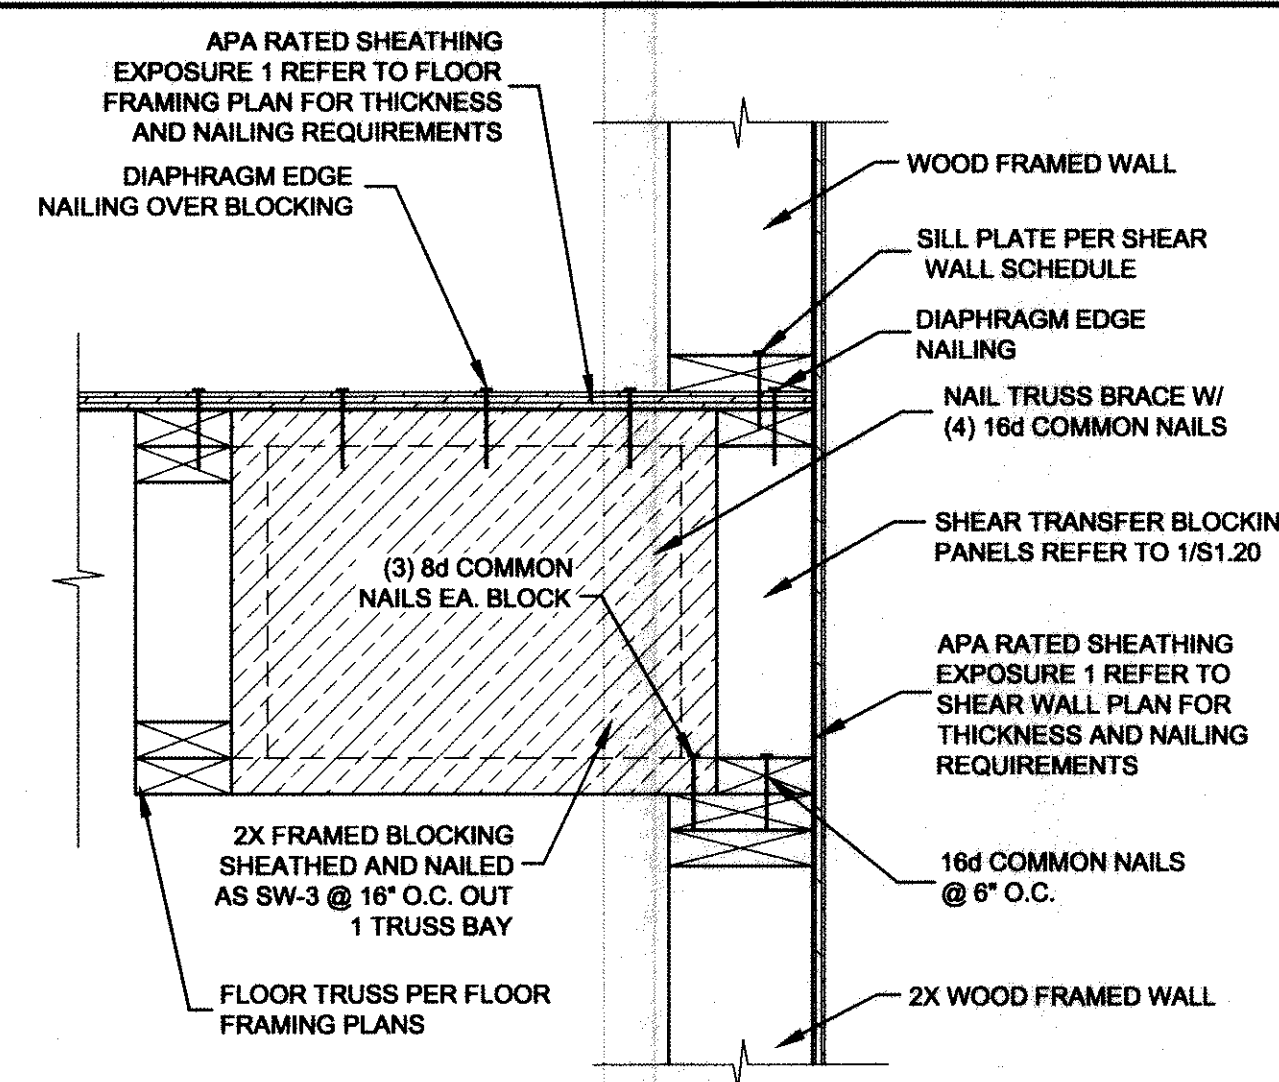 APA RATED SHEATHING
EXPOSURE 1 REFER TO FLOOR
FRAMING PLAN FOR THICKNESS
AND NAILING REQUIREMENTS
DIAPHRAGM EDGE
NAILING OVER BLOCKING
WOOD FRAMED WALL
SILL PLATE PER SHEAR
WALL SCHEDULE
DIAPHRAGM EDGE
NAILING
NAIL TRUSS BRACE W/
(4) 16d COMMON NAILS
SHEAR TRANSFER BLOCKIN
PANELS REFER TO 1/S1.20
(3) 8d COMMON
NAILS EA. BLOCK
APA RATED SHEATHING
EXPOSURE 1 REFER TO
SHEAR WALL PLAN FOR
THICKNESS AND NAILING
REQUIREMENTS
2X FRAMED BLOCKING
SHEATHED AND NAILED
AS SW-3 @ 16" O.C. OUT
1 TRUSS BAY
16d COMMON NAILS
@ 6" O.C.
FLOOR TRUSS PER FLOOR
FRAMING PLANS
2X WOOD FRAMED WALL